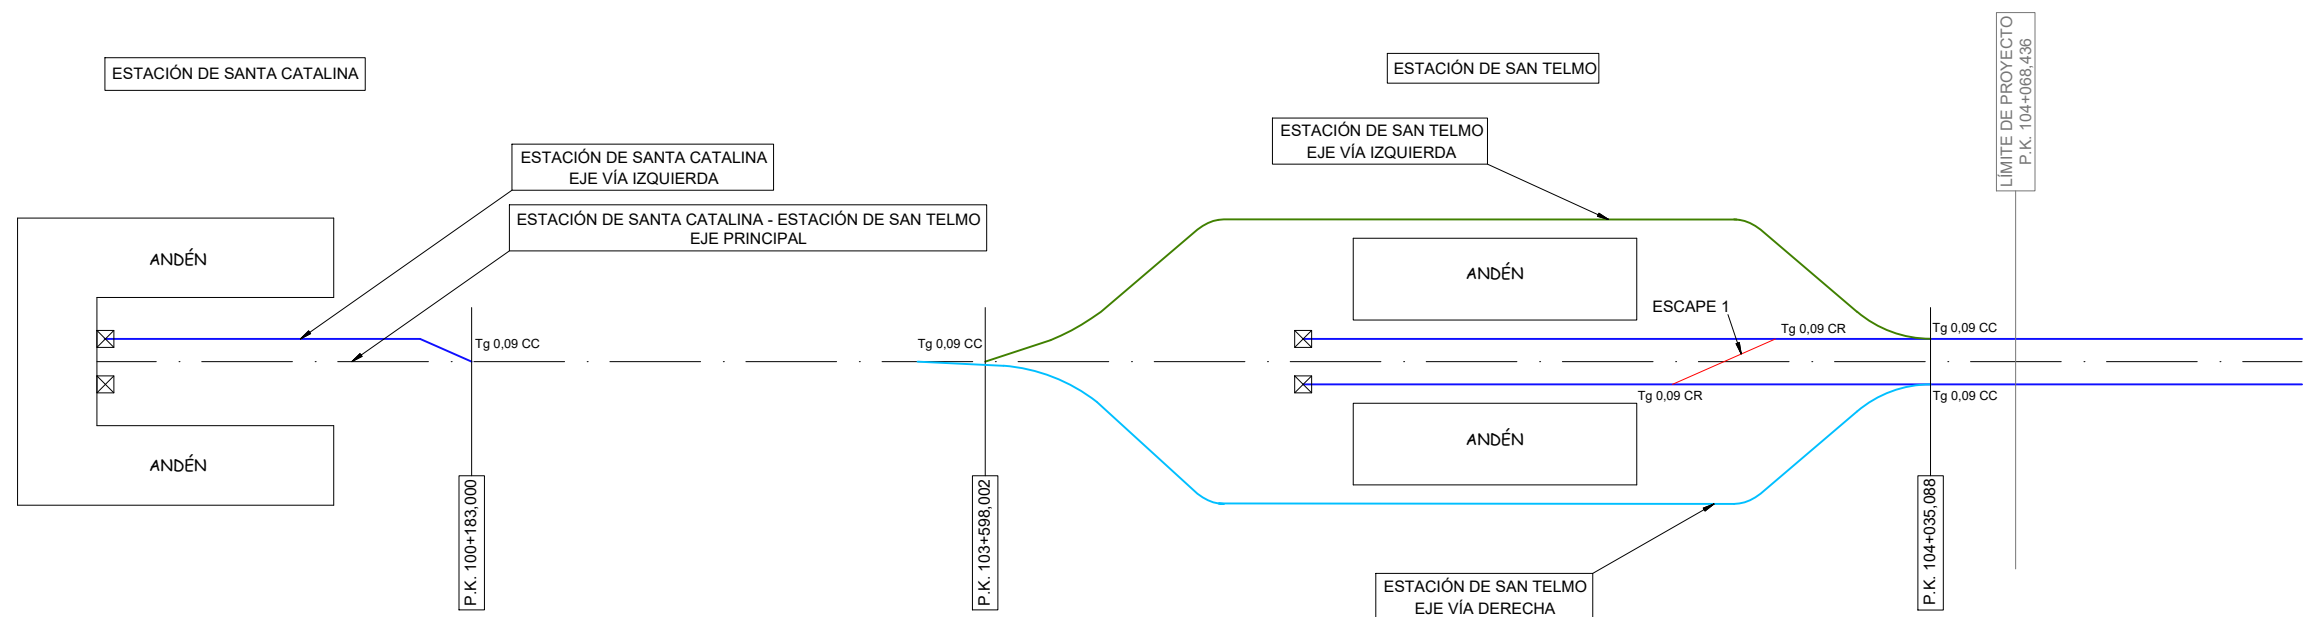 ESTACIÓN DE SANTA CATALINA
ESTACIÓN DE SAN TELMO
LÍMITE DE PROYECTO
P.K. 104+068,436
ESTACIÓN DE SANTA CATALINA
EJE VÍA IZQUIERDA
ESTACIÓN DE SAN TELMO
EJE VÍA IZQUIERDA
ESTACIÓN DE SANTA CATALINA - ESTACIÓN DE SAN TELMO
EJE PRINCIPAL
ANDÉN
ANDÉN
ESCAPE 1
Tg 0,09 CC
Tg 0,09 CC
Tg 0,09 CR
Tg 0,09 CC
Tg 0,09 CR
Tg 0,09 CC
ANDÉN
ANDÉN
P.K. 100+183,000
P.K. 103+598,002
P.K. 104+035,088
ESTACIÓN DE SAN TELMO
EJE VÍA DERECHA